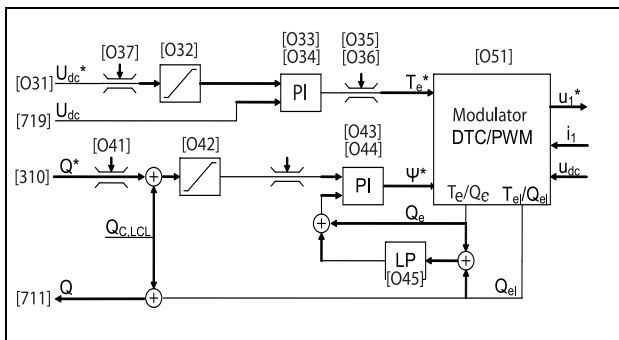 [O37]
[O32]
[O33]
[O34]
[O35]
[O36]
[O51]
[O31]
Udc*
PI
Te*
[719]
Udc
Modulator
DTC/PWM
u1*
i1
udc
[O41]
[O42]
[O43]
[O44]
[310]
Q*
PI
Ψ*
Te/Qe
Tel/Qel
QC,LCL
Qe
LP
[O45]
[711]
Q
Qel